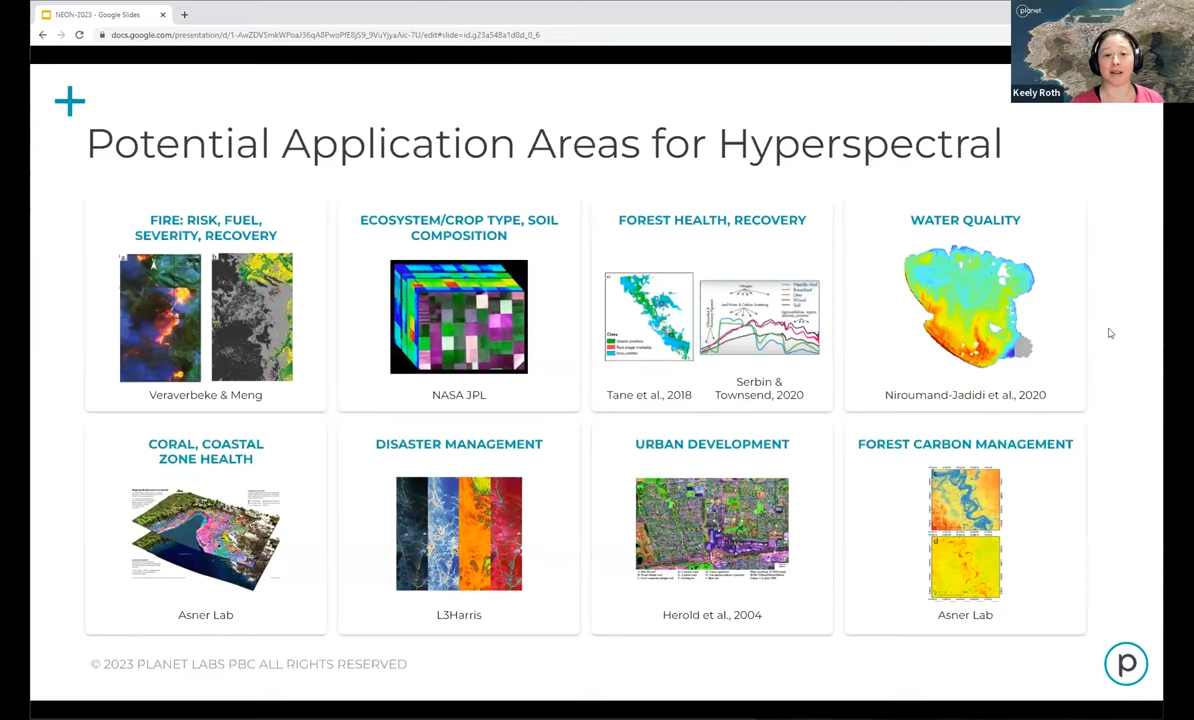 NEON-2023 - Google Slides
docs.google.com/presentation/d/1-AwZDVSmkWPoaJ36qA8PwoPfE8jS9_9VuYjyaAic-7U/edit#slide=id.g23a548a1d8d_0_6
planet.
Keely Roth
Potential Application Areas for Hyperspectral
FIRE: RISK, FUEL,
SEVERITY, RECOVERY
a
b
Veraverbeke & Meng
ECOSYSTEM/CROP TYPE, SOIL
COMPOSITION
NASA JPL
FOREST HEALTH, RECOVERY
Tane et al., 2018
Serbin &
Townsend, 2020
WATER QUALITY
Niroumand-Jadidi et al., 2020
CORAL, COASTAL
ZONE HEALTH
Asner Lab
DISASTER MANAGEMENT
L3Harris
URBAN DEVELOPMENT
Herold et al., 2004
FOREST CARBON MANAGEMENT
d
Asner Lab
© 2023 PLANET LABS PBC ALL RIGHTS RESERVED
p